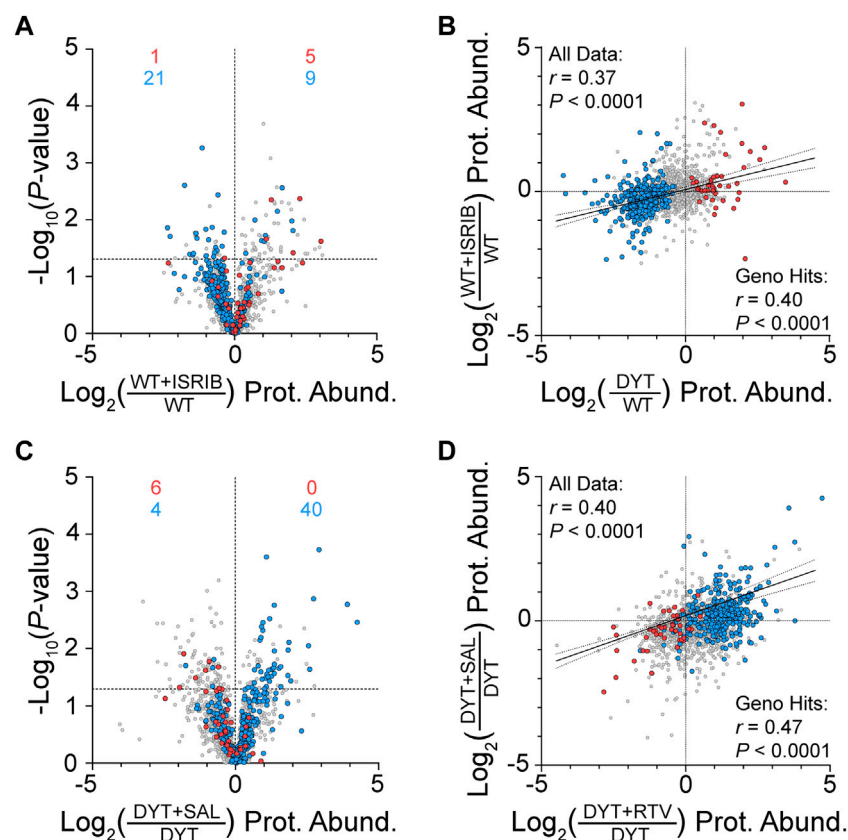 A
5
4
3
2
1
0
-Log10(P-value)
1
21
5
9
-5
0
5
Log2(WT+ISRIB/WT) Prot. Abund.
B
5
0
-5
Log2(WT+ISRIB/WT) Prot. Abund.
All Data:
r = 0.37
P < 0.0001
Geno Hits:
r = 0.40
P < 0.0001
-5
0
5
Log2(DYT/WT) Prot. Abund.
C
5
4
3
2
1
0
-Log10(P-value)
6
4
0
40
-5
0
5
Log2(DYT+SAL/DYT) Prot. Abund.
D
5
0
-5
Log2(DYT+SAL/DYT) Prot. Abund.
All Data:
r = 0.40
P < 0.0001
Geno Hits:
r = 0.47
P < 0.0001
-5
0
5
Log2(DYT+RTV/DYT) Prot. Abund.